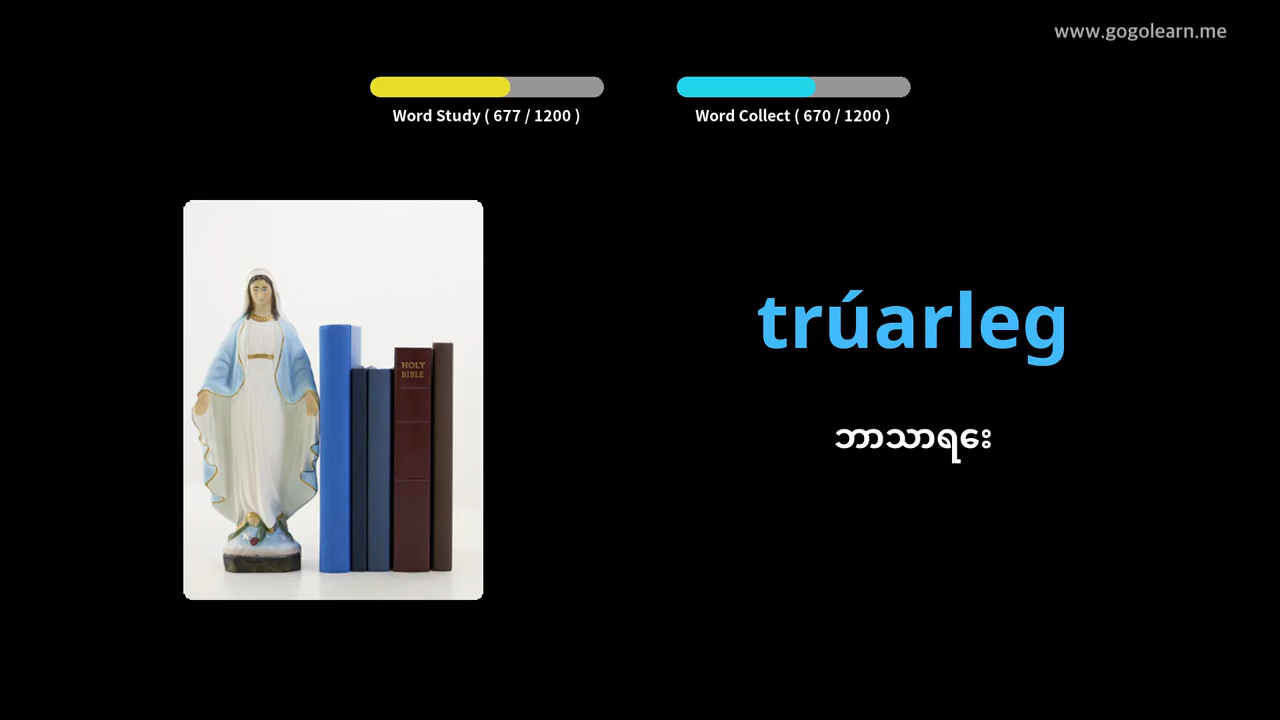 www.gogolearn.me
Word Study ( 677 / 1200 )
Word Collect ( 670 / 1200 )
HOLY
BIBLE
trúarleg
ဘာသာရေး